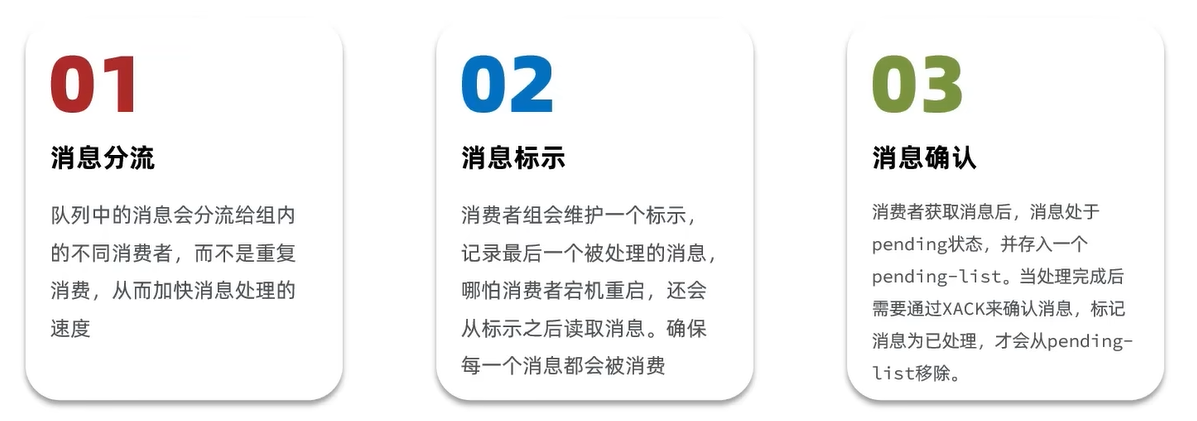 01
消息分流
队列中的消息会分流给组内
的不同消费者，而不是重复
消费，从而加快消息处理的
速度
02
消息标示
消费者组会维护一个标示，
记录最后一个被处理的消息，
哪怕消费者宕机重启，还会
从标示之后读取消息。确保
每一个消息都会被消费
03
消息确认
消费者获取消息后，消息处于
pending状态，并存入一个
pending-list。当处理完成后
需要通过XACK来确认消息，标记
消息为已处理，才会从pending-
list移除。